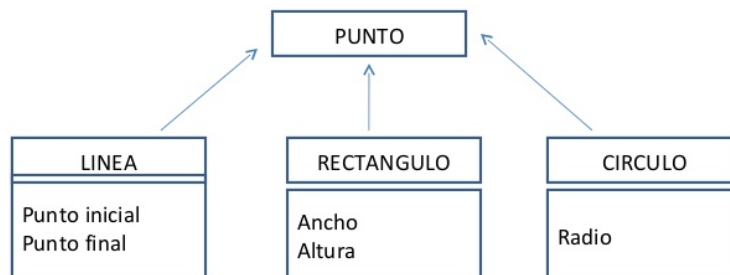 PUNTO
LINEA
Punto inicial
Punto final
RECTANGULO
Ancho
Altura
CIRCULO
Radio